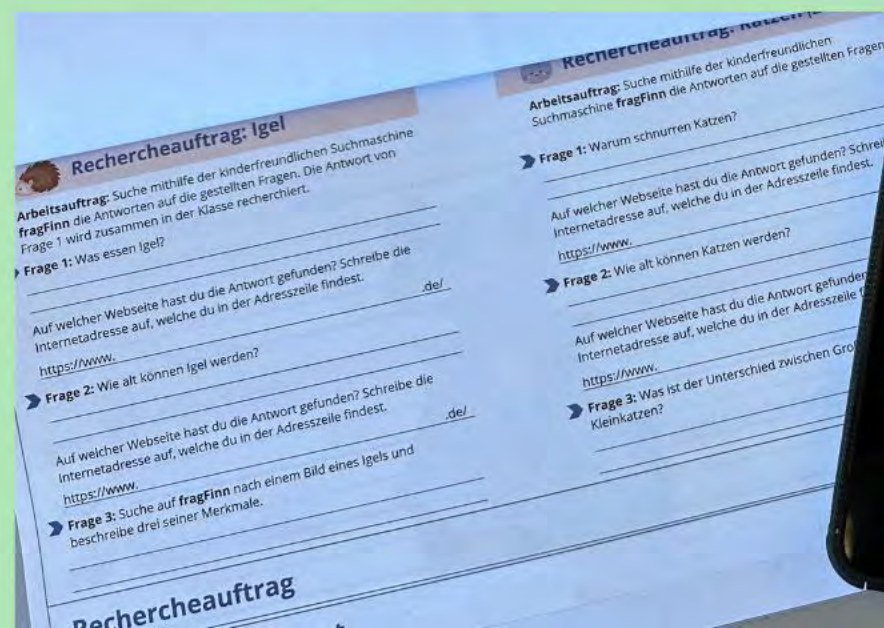 Rechercheauftrag: Igel
Arbeitsauftrag: Suche mithilfe der kinderfreundlichen Suchmaschine
fragFinn die Antworten auf die gestellten Fragen. Die Antwort von
Frage 1 wird zusammen in der Klasse recherchiert.
Frage 1: Was essen Igel?
Auf welcher Webseite hast du die Antwort gefunden? Schreibe die
Internetadresse auf, welche du in der Adresszeile findest.
https://www. .de/
Frage 2: Wie alt können Igel werden?
Auf welcher Webseite hast du die Antwort gefunden? Schreibe die
Internetadresse auf, welche du in der Adresszeile findest.
https://www. .de/
Frage 3: Suche auf fragFinn nach einem Bild eines Igels und
beschreibe drei seiner Merkmale.
Rechercheauftrag: Katzen
Arbeitsauftrag: Suche mithilfe der kinderfreundlichen
Suchmaschine fragFinn die Antworten auf die gestellten Fragen
Frage 1: Warum schnurren Katzen?
Auf welcher Webseite hast du die Antwort gefunden? Schrei
Internetadresse auf, welche du in der Adresszeile findest.
https://www.
Frage 2: Wie alt können Katzen werden?
Auf welcher Webseite hast du die Antwort gefunden
Internetadresse auf, welche du in der Adresszeile
https://www.
Frage 3: Was ist der Unterschied zwischen Gro
Kleinkatzen?
Rechercheauftrag